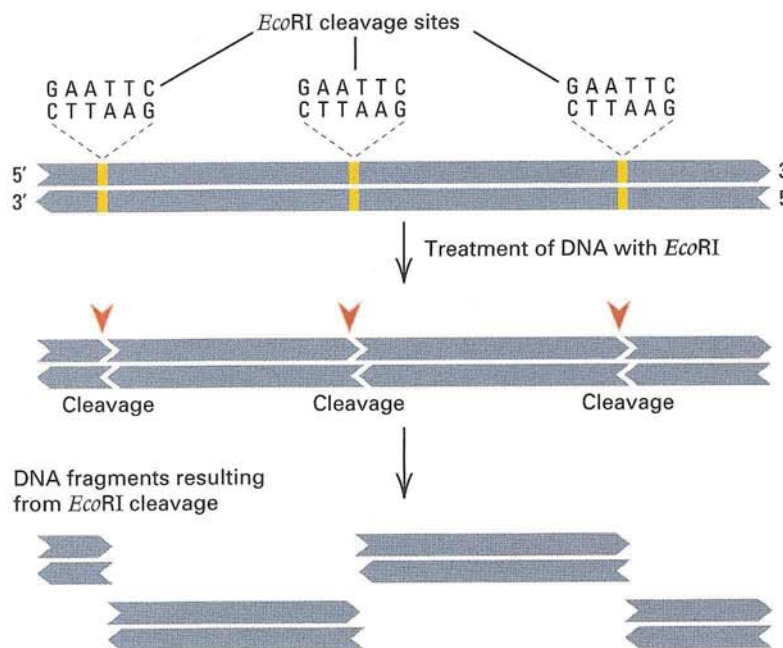 EcoRI cleavage sites
G A A T T C
C T T A A G
G A A T T C
C T T A A G
G A A T T C
C T T A A G
5′ 3
3′ 5
Treatment of DNA with EcoRI
Cleavage Cleavage Cleavage
DNA fragments resulting
from EcoRI cleavage